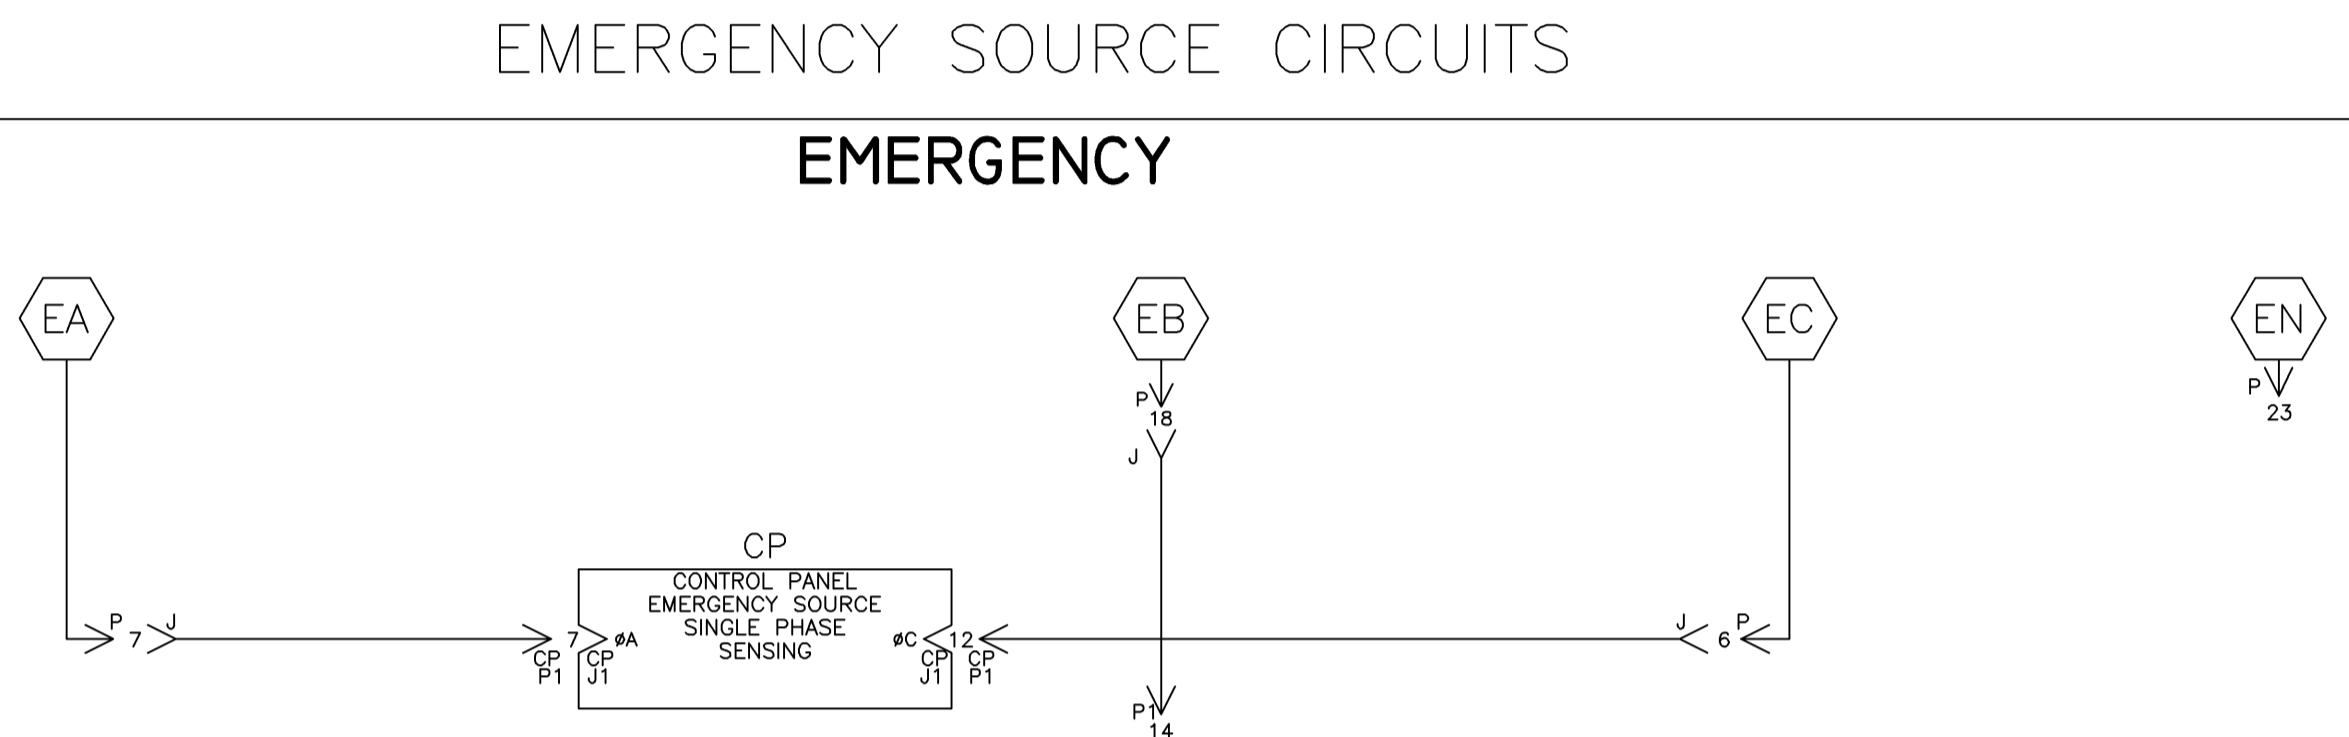 EMERGENCY SOURCE CIRCUITS
EMERGENCY
EA
EB
EC
EN
P
18
J
P
23
CP
CONTROL PANEL
EMERGENCY SOURCE
SINGLE PHASE
SENSING
P
7
J
7
øA
øC
12
J
6
P
CP
P1
CP
J1
CP
J1
CP
P1
P1
14